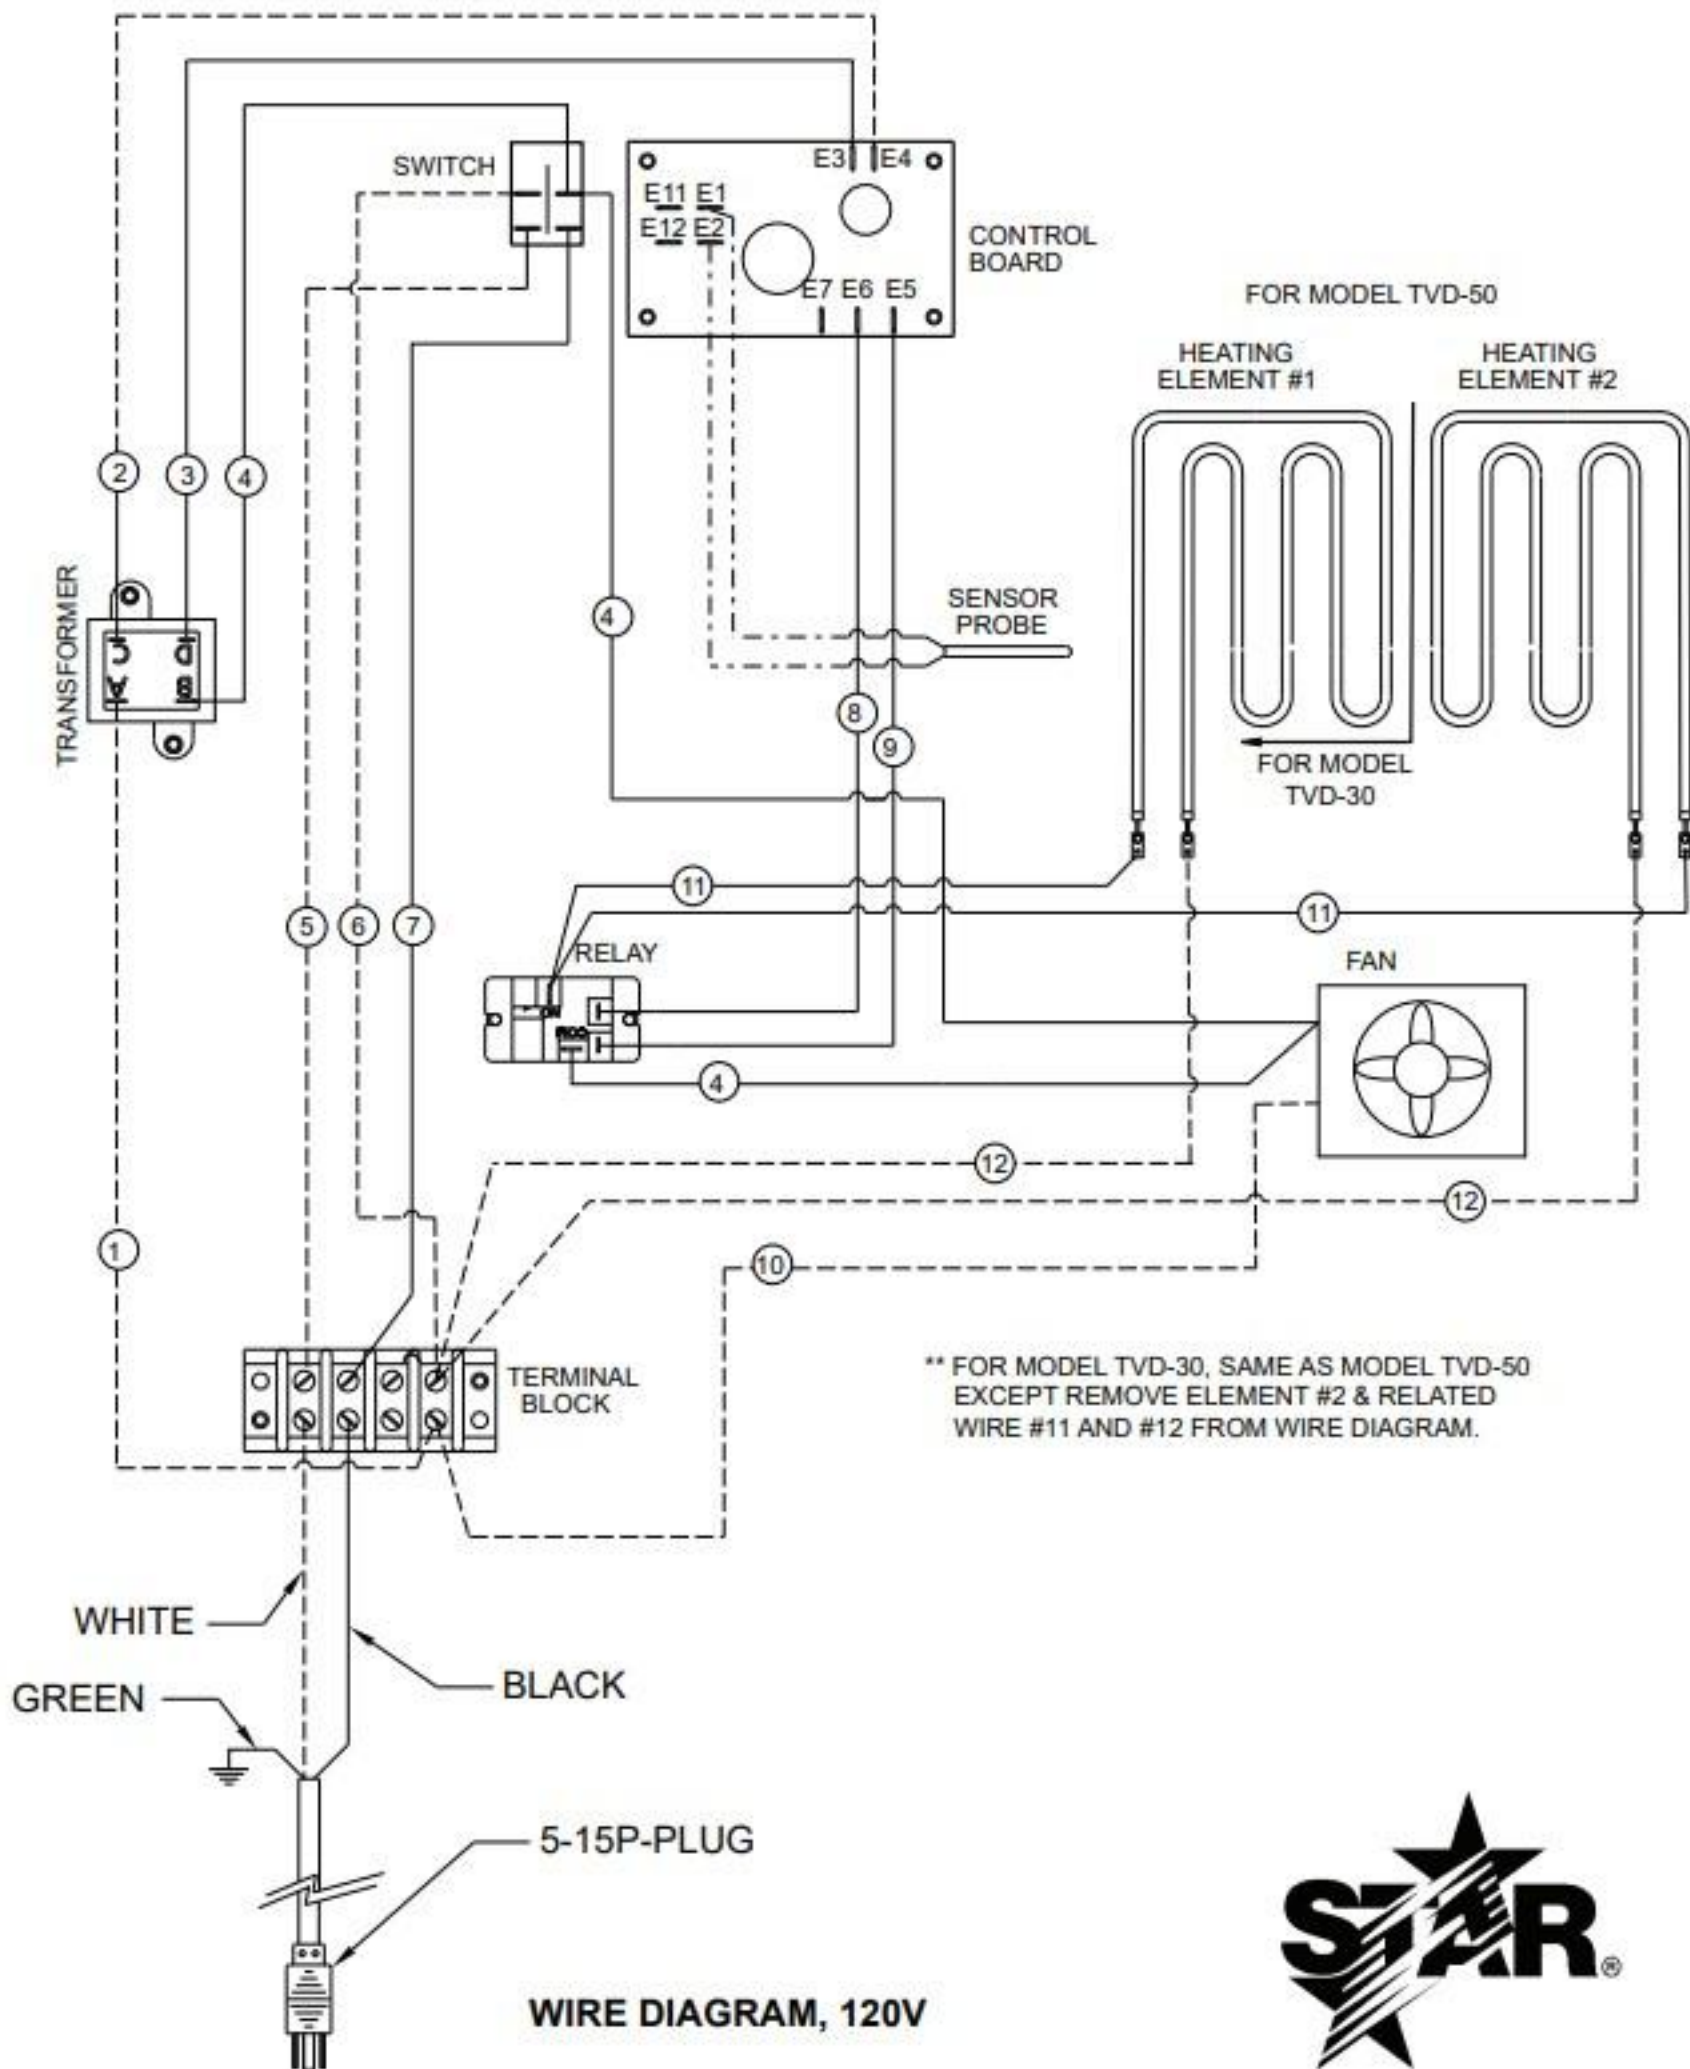 SWITCH
E3 E4
E11 E1
E12 E2
CONTROL
BOARD
E7 E6 E5
FOR MODEL TVD-50
HEATING
ELEMENT #1
HEATING
ELEMENT #2
2
3
4
TRANSFORMER
C
D
A
B
4
SENSOR
PROBE
8
9
FOR MODEL
TVD-30
11
11
5
6
7
RELAY
FAN
4
12
12
1
10
TERMINAL
BLOCK
** FOR MODEL TVD-30, SAME AS MODEL TVD-50
EXCEPT REMOVE ELEMENT #2 & RELATED
WIRE #11 AND #12 FROM WIRE DIAGRAM.
WHITE
BLACK
GREEN
5-15P-PLUG
WIRE DIAGRAM, 120V
STAR®